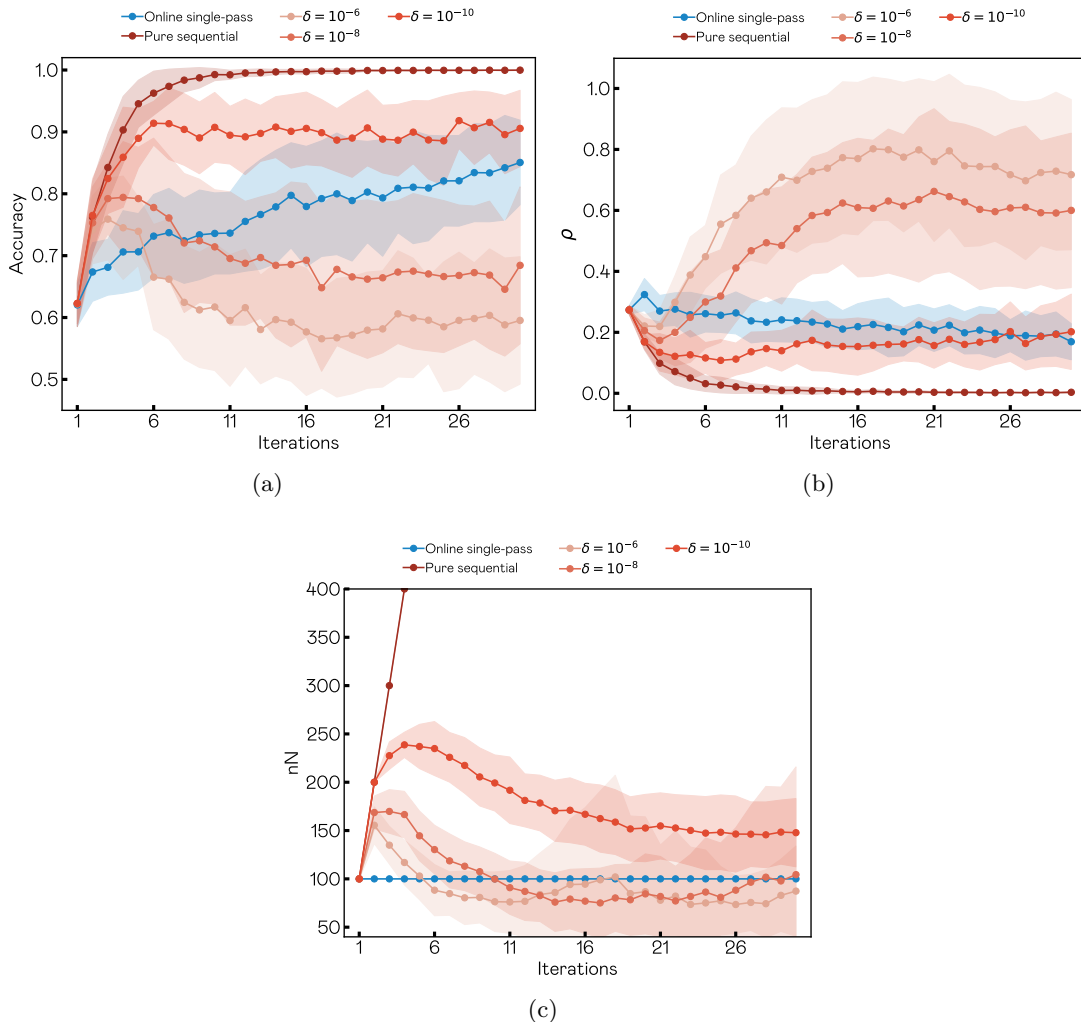 Online single-pass δ = 10⁻⁶ δ = 10⁻¹⁰
Pure sequential δ = 10⁻⁸
1.0
0.9
0.8
0.7
0.6
0.5
Accuracy
1 6 11 16 21 26
Iterations
(a)
Online single-pass δ = 10⁻⁶ δ = 10⁻¹⁰
Pure sequential δ = 10⁻⁸
1.0
0.8
0.6
0.4
0.2
0.0
ρ
1 6 11 16 21 26
Iterations
(b)
Online single-pass δ = 10⁻⁶ δ = 10⁻¹⁰
Pure sequential δ = 10⁻⁸
400
350
300
250
200
150
100
50
nN
1 6 11 16 21 26
Iterations
(c)